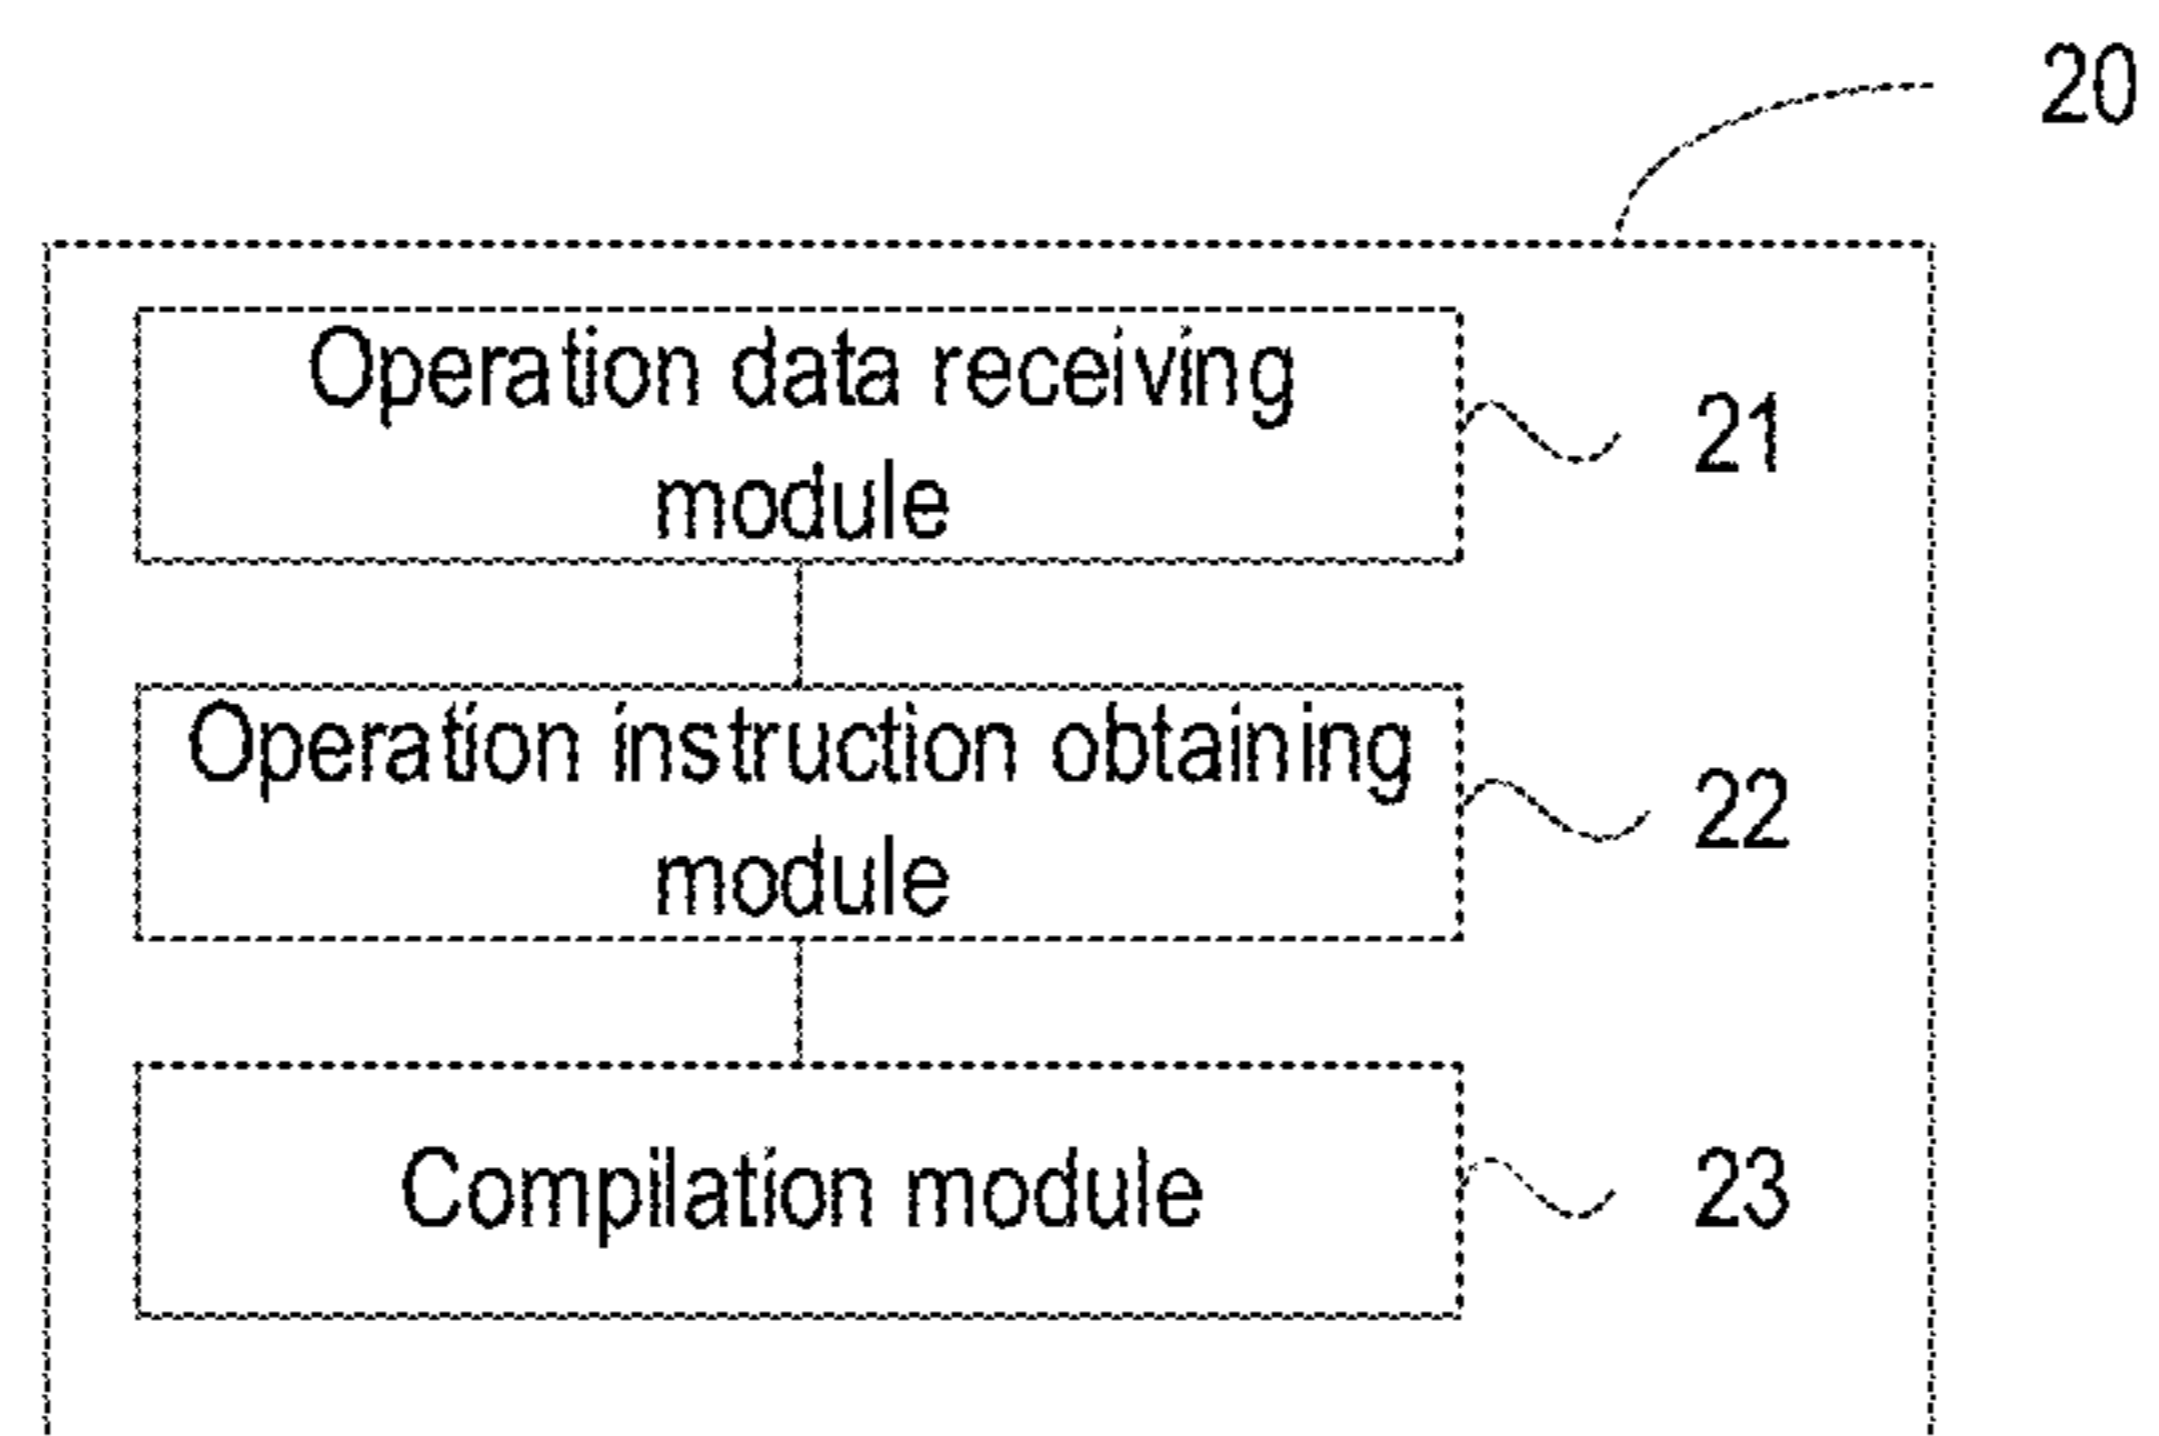 20
Operation data receiving
module
21
Operation instruction obtaining
module
22
Compilation module
23